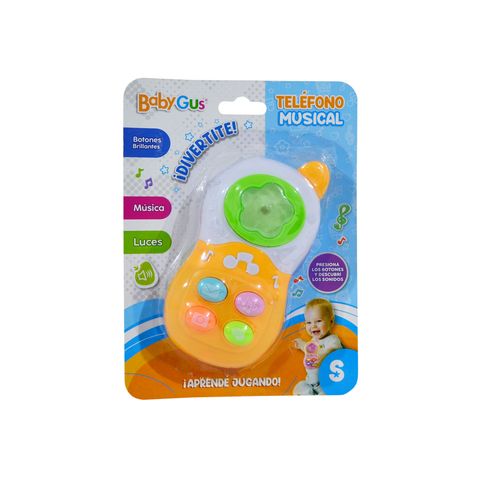 BabyGus
TELÉFONO
MUSICAL
Botones
Brillantes
¡DIVERTITE!
Música
Luces
PRESIONA
LOS BOTONES
Y DESCUBRÍ
LOS SONIDOS
S
¡APRENDÉ JUGANDO!